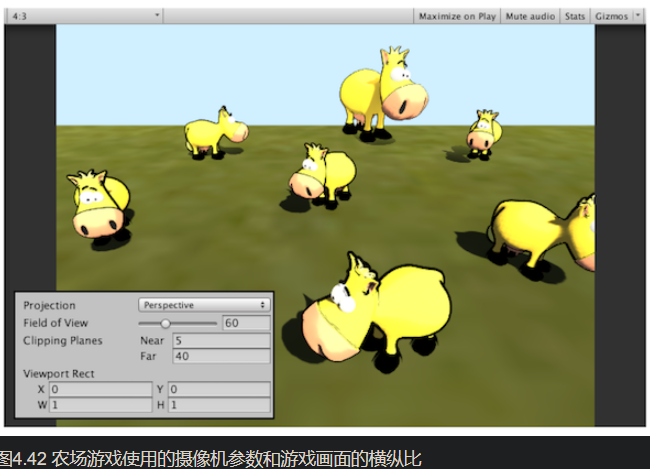 4:3
Maximize on Play Mute audio Stats Gizmos
Projection Perspective
Field of View 60
Clipping Planes Near 5
Far 40
Viewport Rect
X 0 Y 0
W 1 H 1
图4.42 农场游戏使用的摄像机参数和游戏画面的横纵比